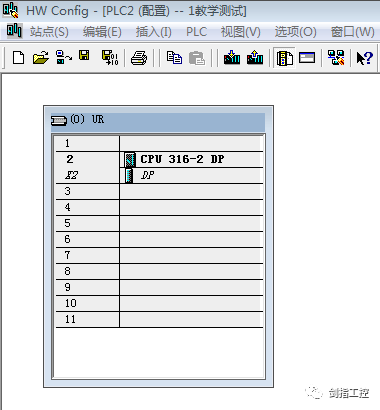 HW Config - [PLC2 (配置) -- 1教学测试]
站点(S) 编辑(E) 插入(I) PLC 视图(V) 选项(O) 窗口(W)
(0) UR
1
2 CPU 316-2 DP
X2 DP
3
4
5
6
7
8
9
10
11
剑指工控